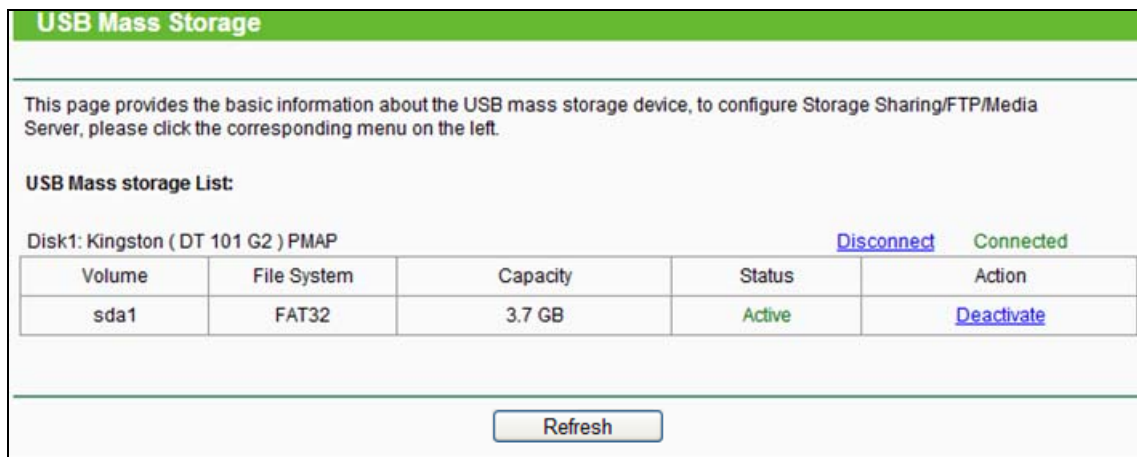 USB Mass Storage
This page provides the basic information about the USB mass storage device, to configure Storage Sharing/FTP/Media
Server, please click the corresponding menu on the left.
USB Mass storage List:
Disk1: Kingston ( DT 101 G2 ) PMAP Disconnect Connected
Volume File System Capacity Status Action
sda1 FAT32 3.7 GB Active Deactivate
Refresh